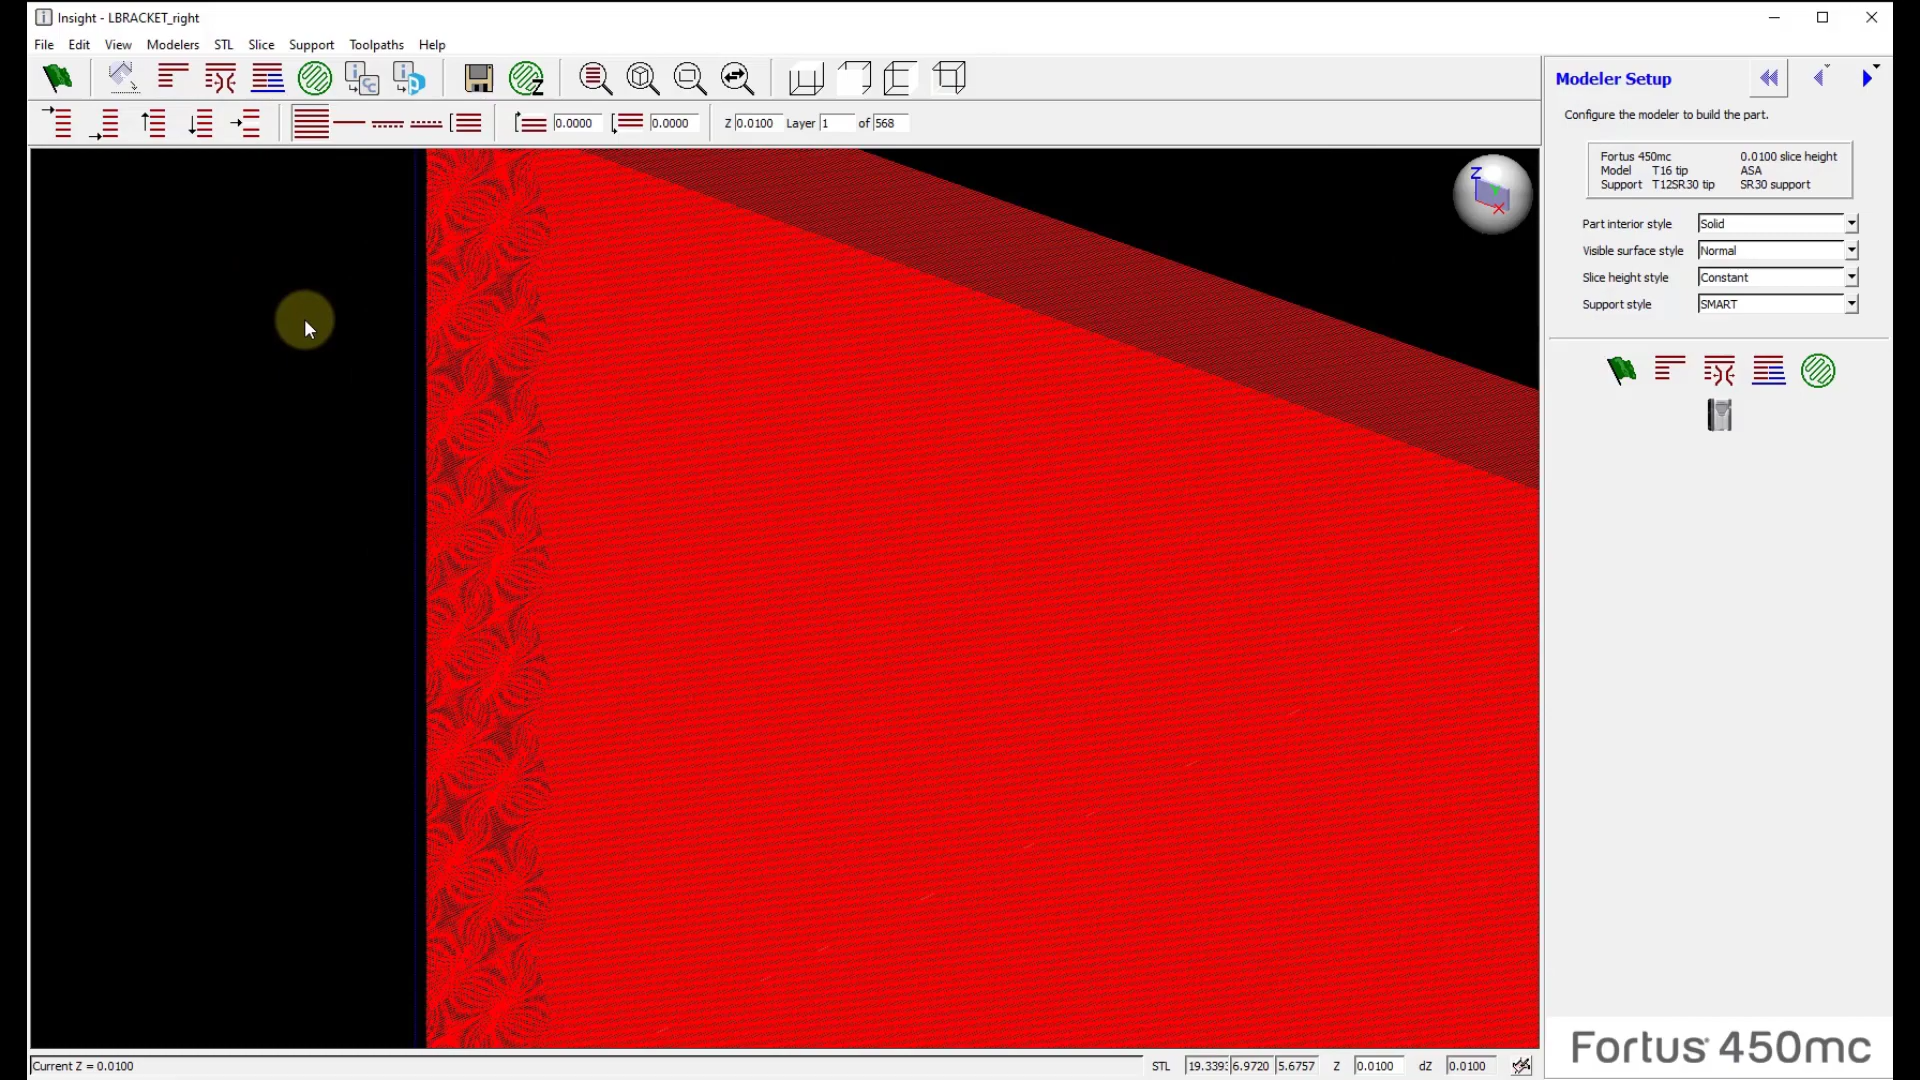 Insight - LBRACKET_right
File Edit View Modelers STL Slice Support Toolpaths Help
0.0000 0.0000 Z 0.0100 Layer 1 of 568
Modeler Setup
Configure the modeler to build the part.
Fortus 450mc 0.0100 slice height
Model T16 tip ASA
Support T12SR30 tip SR30 support
Part interior style Solid
Visible surface style Normal
Slice height style Constant
Support style SMART
Z Y X
Current Z = 0.0100 STL 19.339 6.9720 5.6757 Z 0.0100 dZ 0.0100
Fortus 450mc